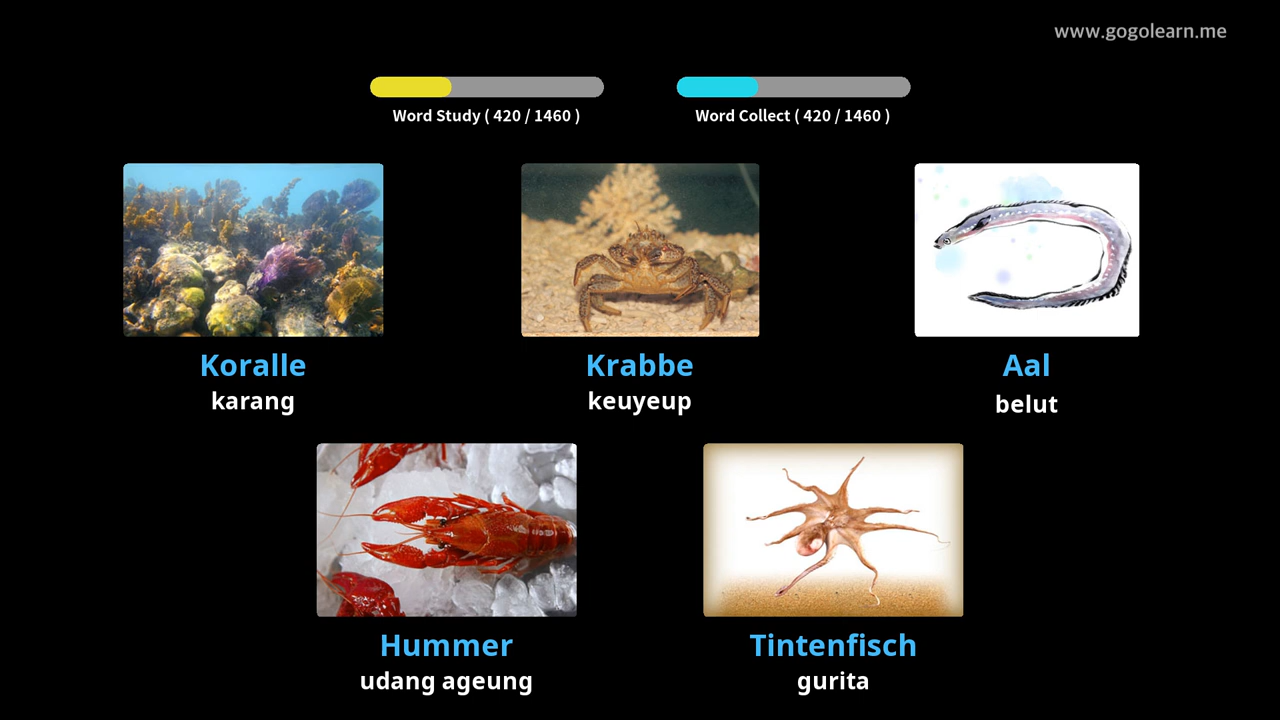 www.gogolearn.me
Word Study ( 420 / 1460 )
Word Collect ( 420 / 1460 )
Koralle
karang
Krabbe
keuyeup
Aal
belut
Hummer
udang ageung
Tintenfisch
gurita